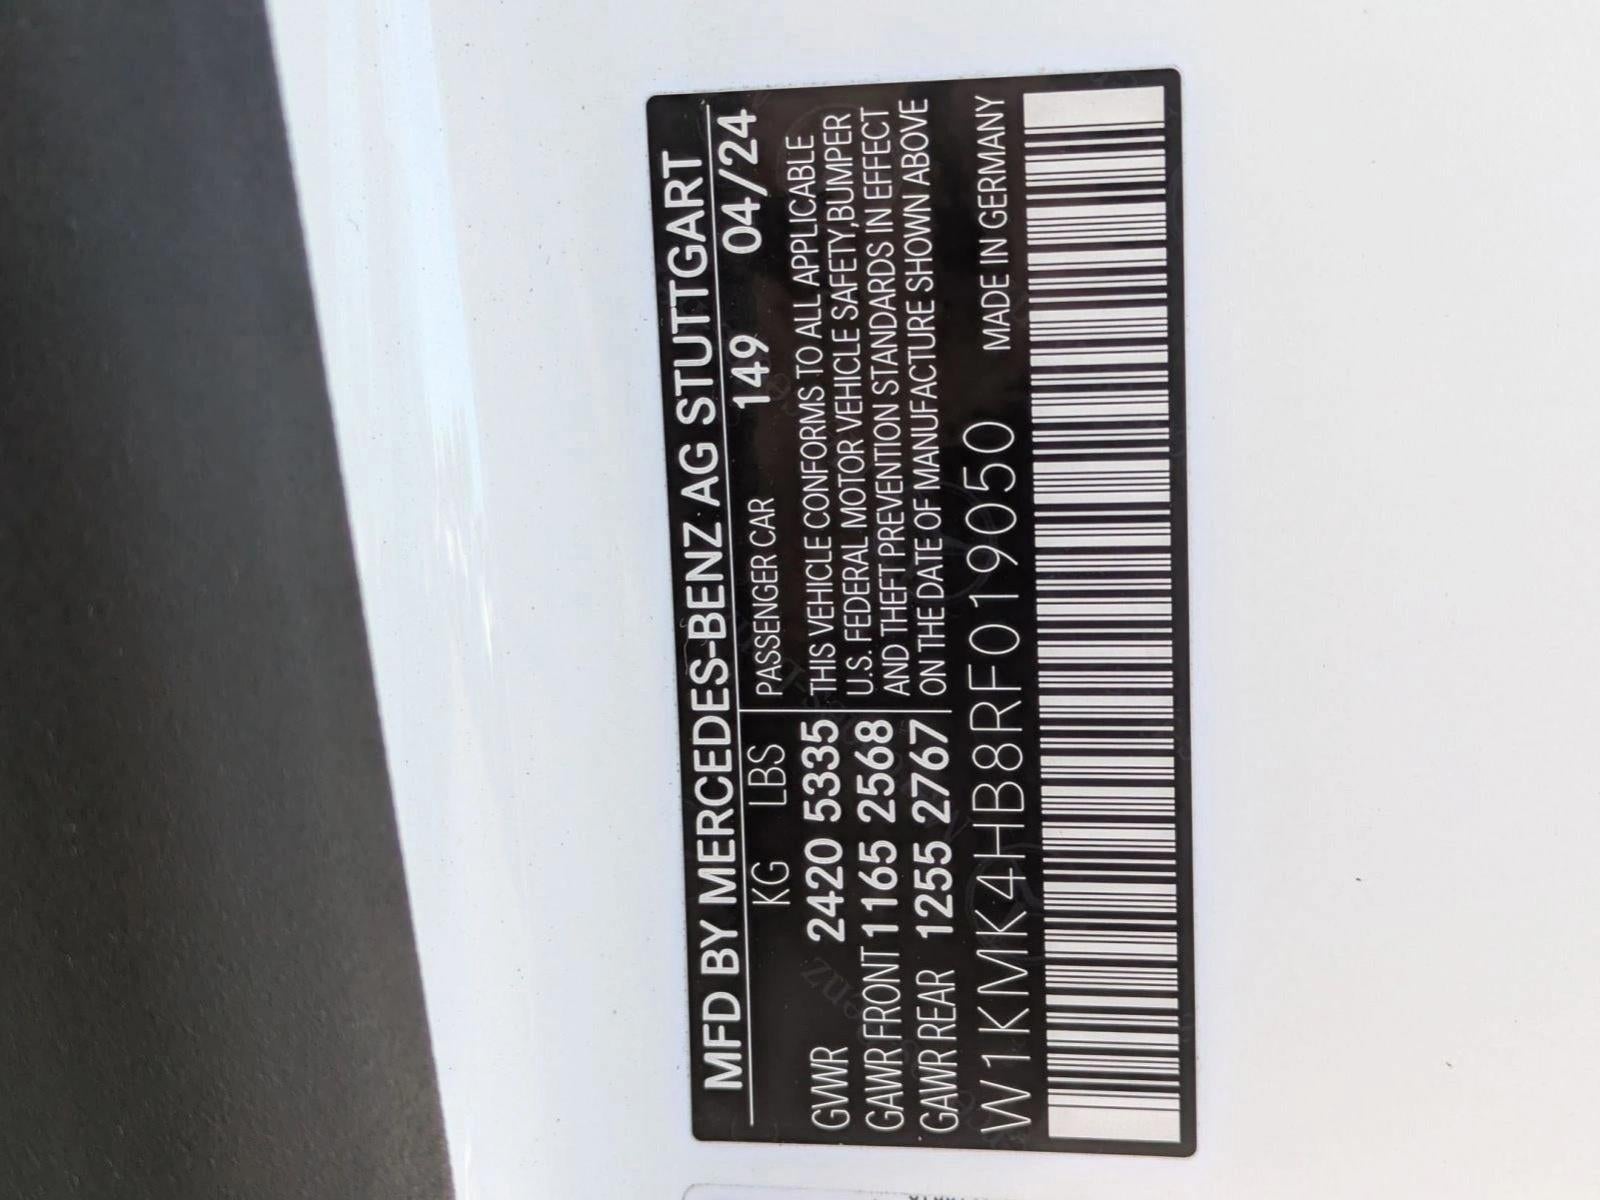 MFD BY MERCEDES-BENZ AG STUTTGART
KG LBS PASSENGER CAR 149 04/24
GVWR 2420 5335 THIS VEHICLE CONFORMS TO ALL APPLICABLE
GAWR FRONT 1165 2568 U.S. FEDERAL MOTOR VEHICLE SAFETY, BUMPER
AND THEFT PREVENTION STANDARDS IN EFFECT
GAWR REAR 1255 2767 ON THE DATE OF MANUFACTURE SHOWN ABOVE
W1KMK4HB8RF019050 MADE IN GERMANY